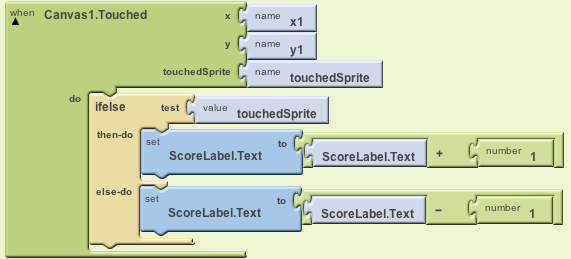 when Canvas1.Touched x name x1
y name y1
touchedSprite name touchedSprite
do ifelse test value touchedSprite
then-do set ScoreLabel.Text to ScoreLabel.Text + number 1
else-do set ScoreLabel.Text to ScoreLabel.Text − number 1